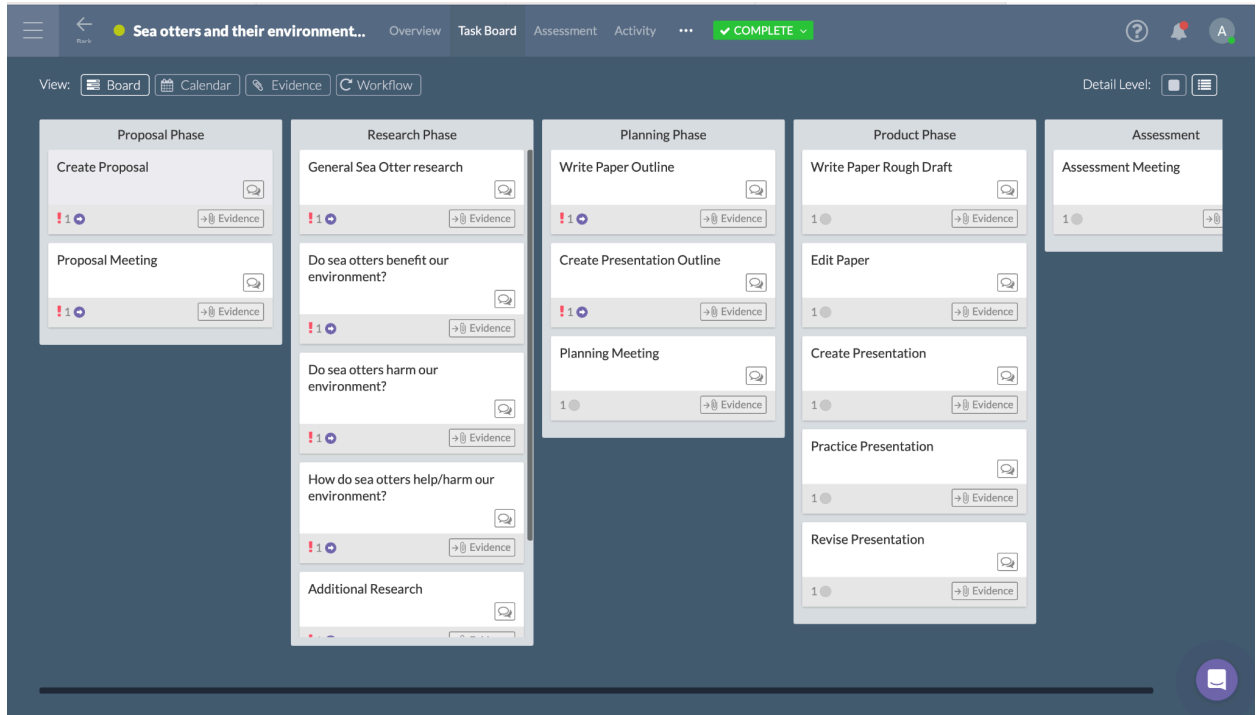 Back
Sea otters and their environment...
Overview
Task Board
Assessment
Activity
•••
COMPLETE
?
A
View:
Board
Calendar
Evidence
Workflow
Detail Level:
Proposal Phase
Create Proposal
!1
Evidence
Proposal Meeting
!1
Evidence
Research Phase
General Sea Otter research
!1
Evidence
Do sea otters benefit our
environment?
!1
Evidence
Do sea otters harm our
environment?
!1
Evidence
How do sea otters help/harm our
environment?
!1
Evidence
Additional Research
Planning Phase
Write Paper Outline
!1
Evidence
Create Presentation Outline
!1
Evidence
Planning Meeting
1
Evidence
Product Phase
Write Paper Rough Draft
1
Evidence
Edit Paper
1
Evidence
Create Presentation
1
Evidence
Practice Presentation
1
Evidence
Revise Presentation
1
Evidence
Assessment
Assessment Meeting
1